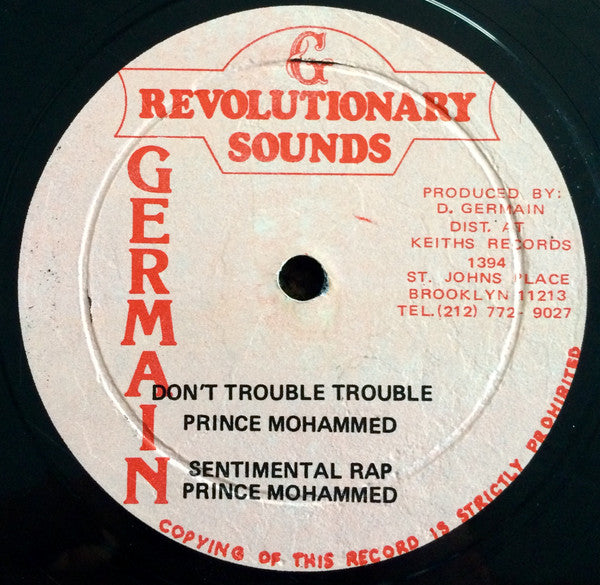 G
REVOLUTIONARY
SOUNDS
GERMAIN
PRODUCED BY:
D. GERMAIN
DIST. AT
KEITHS RECORDS
1394
ST. JOHNS PLACE
BROOKLYN 11213
TEL.(212) 772- 9027
DON'T TROUBLE TROUBLE
PRINCE MOHAMMED
SENTIMENTAL RAP
PRINCE MOHAMMED
COPYING OF THIS RECORD IS STRICTLY PROHIBITED